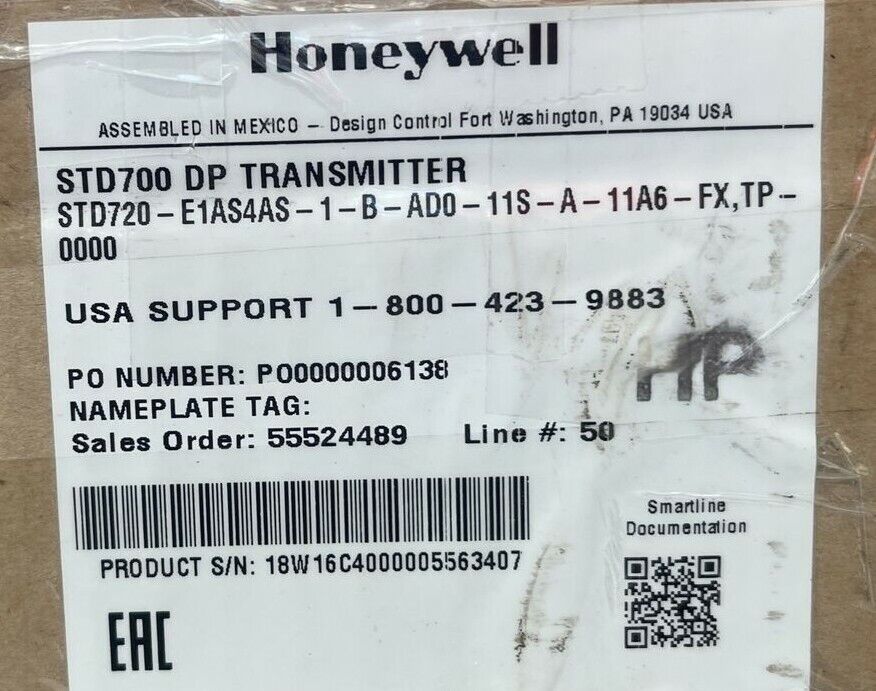 Honeywell
ASSEMBLED IN MEXICO – Design Control Fort Washington, PA 19034 USA
STD700 DP TRANSMITTER
STD720-E1AS4AS-1-B-AD0-11S-A-11A6-FX,TP-
0000
USA SUPPORT 1-800-423-9883
PO NUMBER: PO0000006138
NAMEPLATE TAG:
Sales Order: 55524489 Line #: 50
Smartline
Documentation
PRODUCT S/N: 18W16C4000005563407
EAC